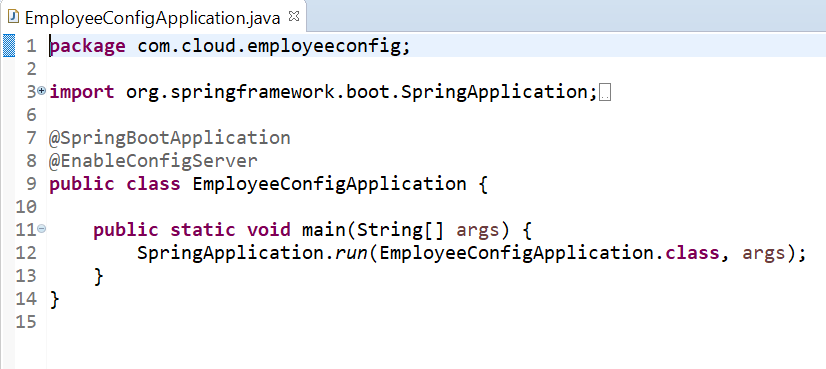 EmployeeConfigApplication.java
1 package com.cloud.employeeconfig;
2
3 import org.springframework.boot.SpringApplication;
6
7 @SpringBootApplication
8 @EnableConfigServer
9 public class EmployeeConfigApplication {
10
11 public static void main(String[] args) {
12 SpringApplication.run(EmployeeConfigApplication.class, args);
13 }
14 }
15